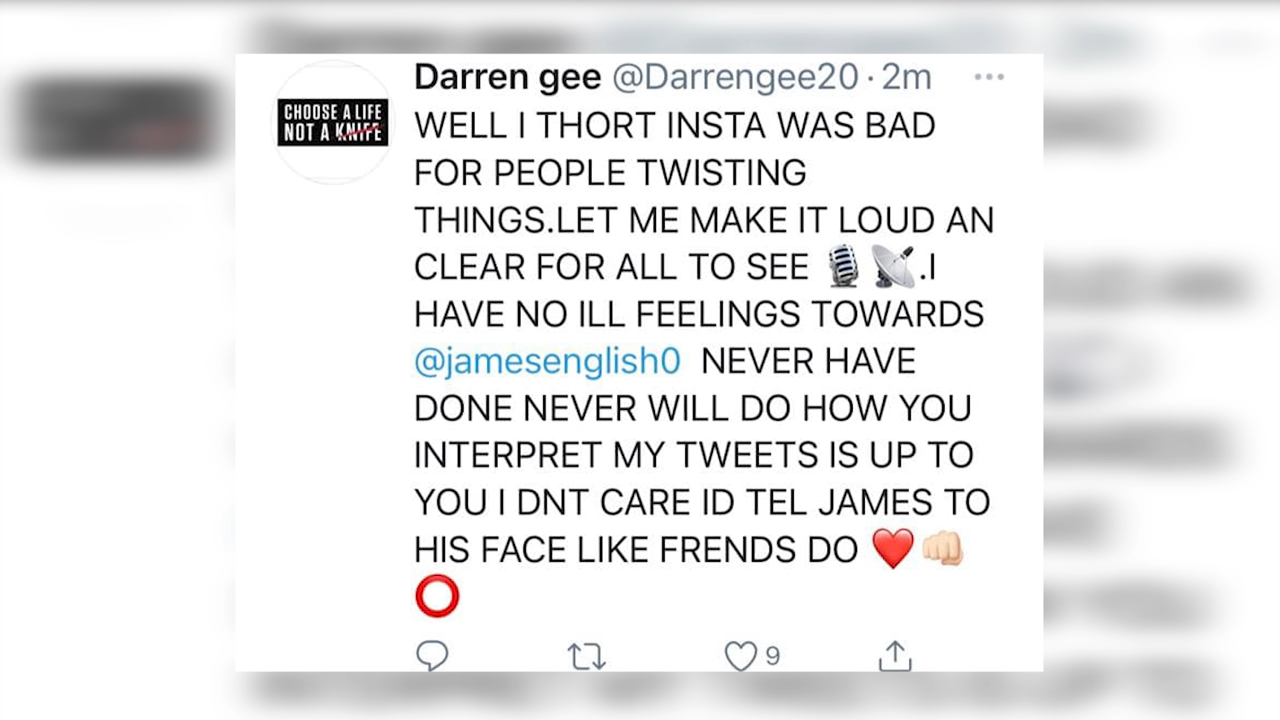 CHOOSE A LIFE
NOT A KNIFE
Darren gee @Darrengee20 · 2m
WELL I THORT INSTA WAS BAD
FOR PEOPLE TWISTING
THINGS.LET ME MAKE IT LOUD AN
CLEAR FOR ALL TO SEE 🎙️📡.I
HAVE NO ILL FEELINGS TOWARDS
@jamesenglish0 NEVER HAVE
DONE NEVER WILL DO HOW YOU
INTERPRET MY TWEETS IS UP TO
YOU I DNT CARE ID TEL JAMES TO
HIS FACE LIKE FRENDS DO ❤️👊🏻
⭕
9